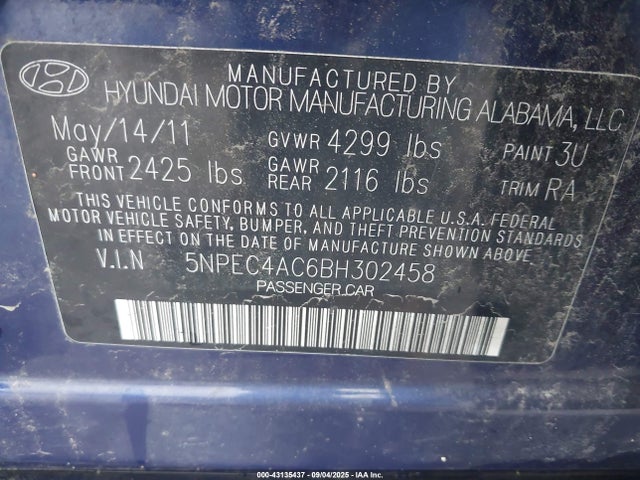 MANUFACTURED BY
HYUNDAI MOTOR MANUFACTURING ALABAMA, LLC
May/14/11 GVWR 4299 lbs PAINT 3U
GAWR FRONT 2425 lbs GAWR REAR 2116 lbs TRIM RA
THIS VEHICLE CONFORMS TO ALL APPLICABLE U.S.A. FEDERAL
MOTOR VEHICLE SAFETY, BUMPER, AND THEFT PREVENTION STANDARDS
IN EFFECT ON THE DATE OF MANUFACTURE SHOWN ABOVE
V.I.N 5NPEC4AC6BH302458
PASSENGER CAR
000-43135437 - 09/04/2025 - IAA Inc.